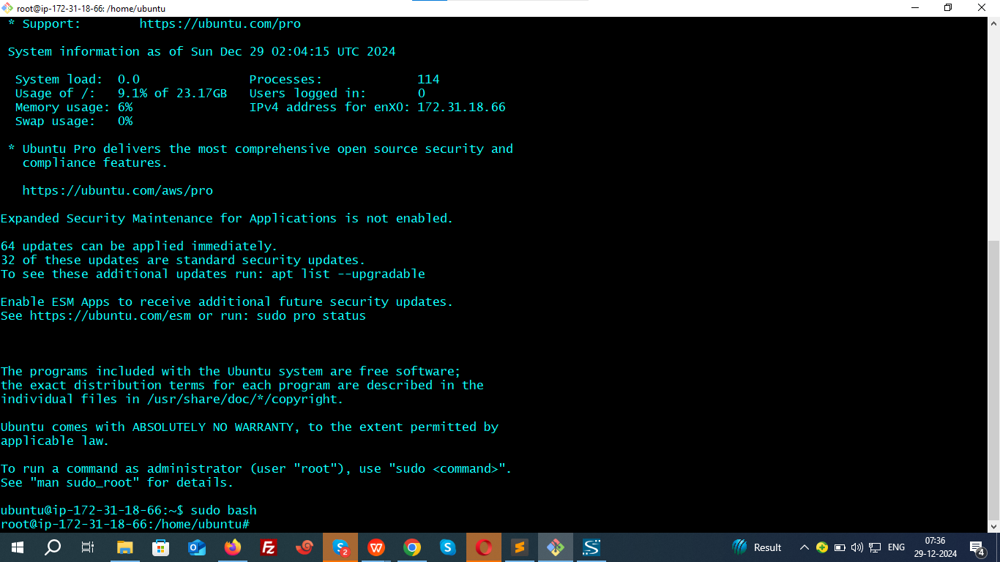 root@ip-172-31-18-66: /home/ubuntu
* Support: https://ubuntu.com/pro
System information as of Sun Dec 29 02:04:15 UTC 2024
System load: 0.0 Processes: 114
Usage of /: 9.1% of 23.17GB Users logged in: 0
Memory usage: 6% IPv4 address for enX0: 172.31.18.66
Swap usage: 0%
* Ubuntu Pro delivers the most comprehensive open source security and
compliance features.
https://ubuntu.com/aws/pro
Expanded Security Maintenance for Applications is not enabled.
64 updates can be applied immediately.
32 of these updates are standard security updates.
To see these additional updates run: apt list --upgradable
Enable ESM Apps to receive additional future security updates.
See https://ubuntu.com/esm or run: sudo pro status
The programs included with the Ubuntu system are free software;
the exact distribution terms for each program are described in the
individual files in /usr/share/doc/*/copyright.
Ubuntu comes with ABSOLUTELY NO WARRANTY, to the extent permitted by
applicable law.
To run a command as administrator (user "root"), use "sudo <command>".
See "man sudo_root" for details.
ubuntu@ip-172-31-18-66:~$ sudo bash
root@ip-172-31-18-66:/home/ubuntu#
Result ENG 07:36
29-12-2024
4
2